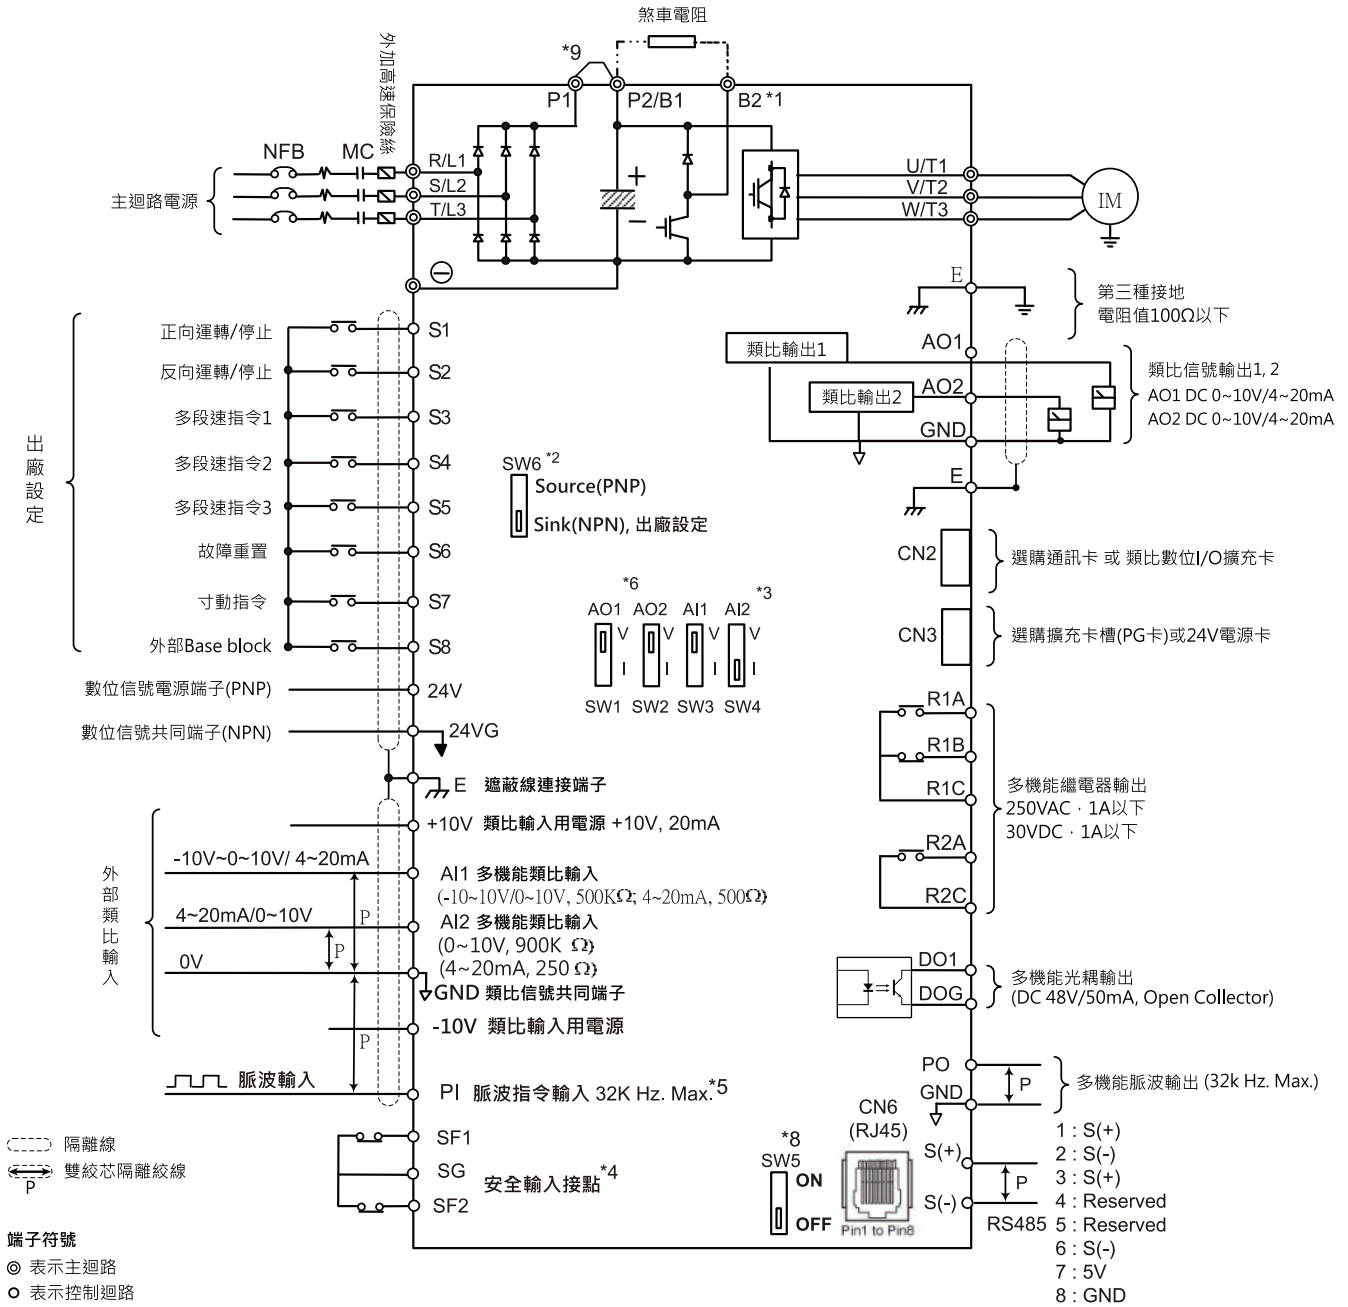 煞車電阻
外加高速保險絲
*9
P1
P2/B1
B2 *1
NFB
MC
R/L1
S/L2
T/L3
主迴路電源
+
−
U/T1
V/T2
W/T3
IM
⊖
E
第三種接地
電阻值100Ω以下
出廠設定
正向運轉/停止
S1
反向運轉/停止
S2
多段速指令1
S3
多段速指令2
S4
多段速指令3
S5
故障重置
S6
寸動指令
S7
外部Base block
S8
數位信號電源端子(PNP)
24V
數位信號共同端子(NPN)
24VG
E 遮蔽線連接端子
類比輸出1
AO1
類比輸出2
AO2
GND
E
類比信號輸出1, 2
AO1 DC 0~10V/4~20mA
AO2 DC 0~10V/4~20mA
SW6 *2
Source(PNP)
Sink(NPN), 出廠設定
*6
*3
AO1 AO2 AI1 AI2
V V V V
I I I I
SW1 SW2 SW3 SW4
CN2
選購通訊卡 或 類比數位I/O擴充卡
CN3
選購擴充卡槽(PG卡)或24V電源卡
R1A
R1B
R1C
R2A
R2C
多機能繼電器輸出
250VAC · 1A以下
30VDC · 1A以下
外部類比輸入
+10V 類比輸入用電源 +10V, 20mA
-10V~0~10V/ 4~20mA
AI1 多機能類比輸入
(-10~10V/0~10V, 500KΩ; 4~20mA, 500Ω)
4~20mA/0~10V
P
AI2 多機能類比輸入
(0~10V, 900K Ω)
(4~20mA, 250 Ω)
P
0V
GND 類比信號共同端子
-10V 類比輸入用電源
P
脈波輸入
PI 脈波指令輸入 32K Hz. Max.*5
DO1
DOG
多機能光耦輸出
(DC 48V/50mA, Open Collector)
PO
GND
P
多機能脈波輸出 (32k Hz. Max.)
SF1
SG
SF2
安全輸入接點*4
*8
SW5
ON
OFF
CN6
(RJ45)
Pin1 to Pin8
S(+)
S(-)
P
RS485
1 : S(+)
2 : S(-)
3 : S(+)
4 : Reserved
5 : Reserved
6 : S(-)
7 : 5V
8 : GND
隔離線
雙絞芯隔離絞線
P
端子符號
◎ 表示主迴路
○ 表示控制迴路